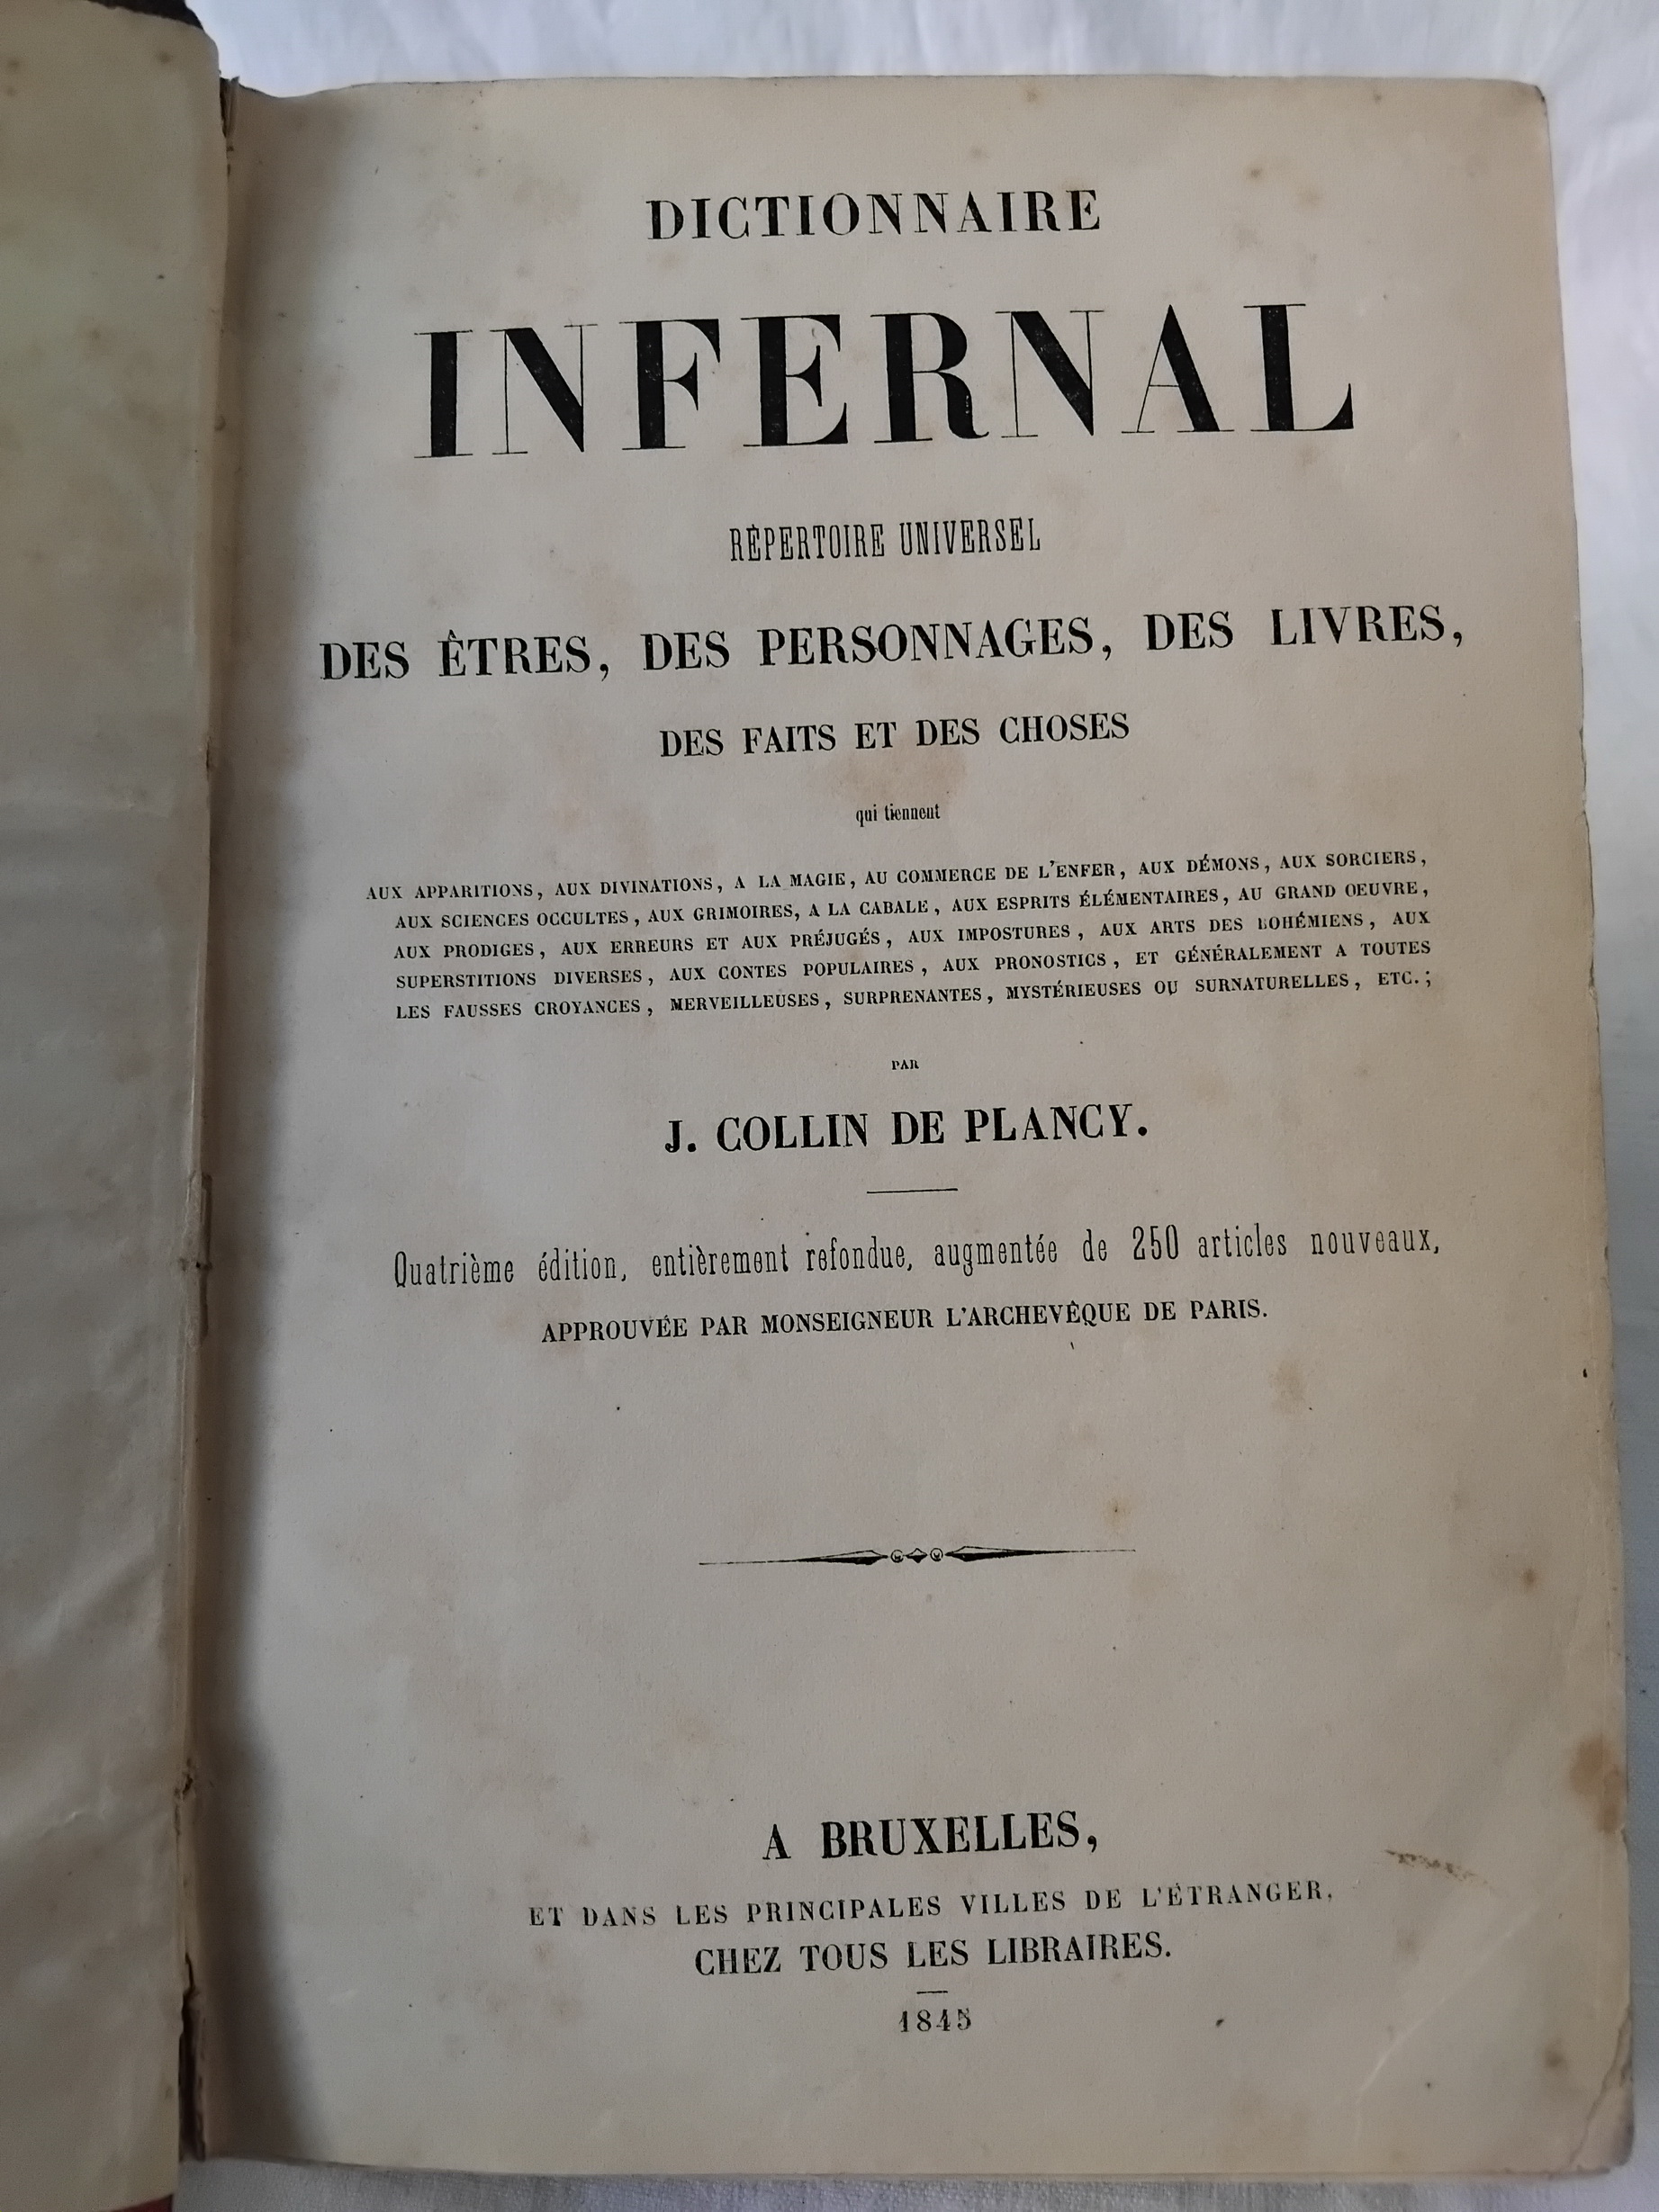 DICTIONNAIRE
INFERNAL
RÉPERTOIRE UNIVERSEL
DES ÊTRES, DES PERSONNAGES, DES LIVRES,
DES FAITS ET DES CHOSES
qui tiennent
AUX APPARITIONS, AUX DIVINATIONS, A LA MAGIE, AU COMMERCE DE L'ENFER, AUX DÉMONS, AUX SORCIERS,
AUX SCIENCES OCCULTES, AUX GRIMOIRES, A LA CABALE, AUX ESPRITS ÉLÉMENTAIRES, AU GRAND OEUVRE,
AUX PRODIGES, AUX ERREURS ET AUX PRÉJUGÉS, AUX IMPOSTURES, AUX ARTS DES BOHÉMIENS, AUX
SUPERSTITIONS DIVERSES, AUX CONTES POPULAIRES, AUX PRONOSTICS, ET GÉNÉRALEMENT A TOUTES
LES FAUSSES CROYANCES, MERVEILLEUSES, SURPRENANTES, MYSTÉRIEUSES OU SURNATURELLES, ETC.;
PAR
J. COLLIN DE PLANCY.
Quatrième édition, entièrement refondue, augmentée de 250 articles nouveaux,
APPROUVÉE PAR MONSEIGNEUR L'ARCHEVÊQUE DE PARIS.
A BRUXELLES,
ET DANS LES PRINCIPALES VILLES DE L'ÉTRANGER,
CHEZ TOUS LES LIBRAIRES.
1845